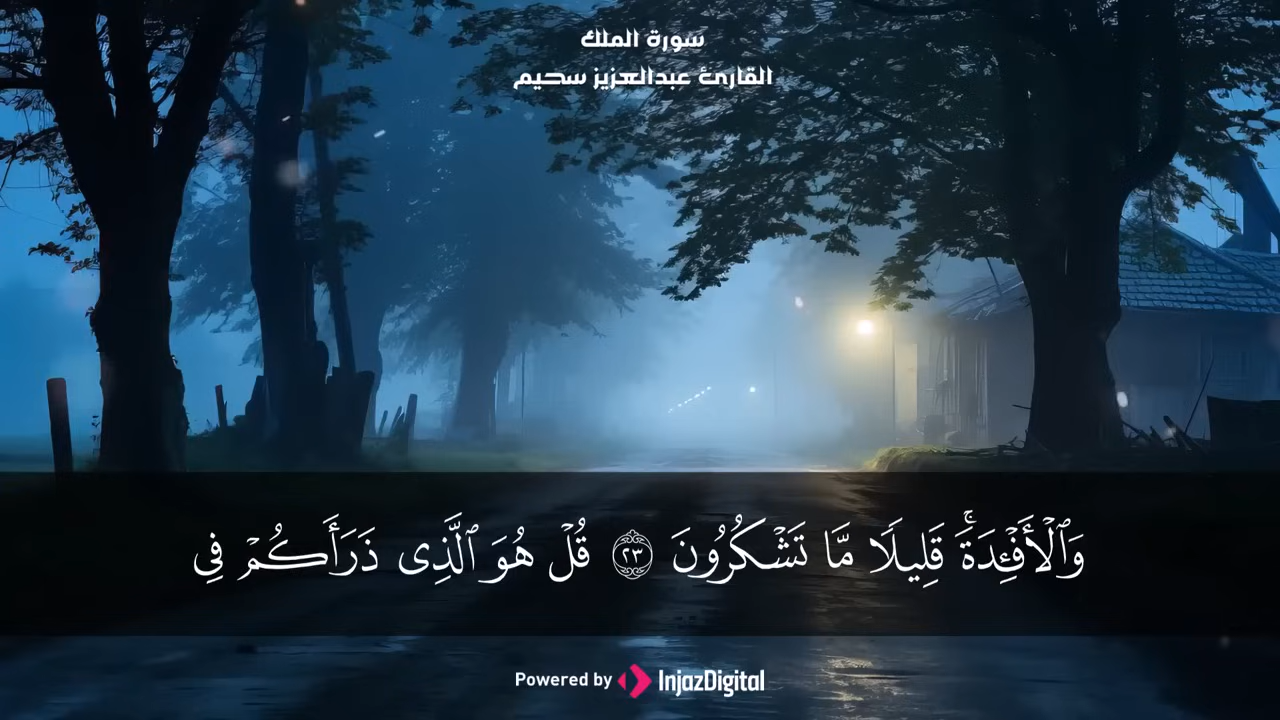 سورة الملك
القارئ عبدالعزيز سحيم
وَٱلۡأَفۡـِٔدَةَۚ قَلِيلٗا مَّا تَشۡكُرُونَ ٢٣ قُلۡ هُوَ ٱلَّذِي ذَرَأَكُمۡ فِي
Powered by InjazDigital